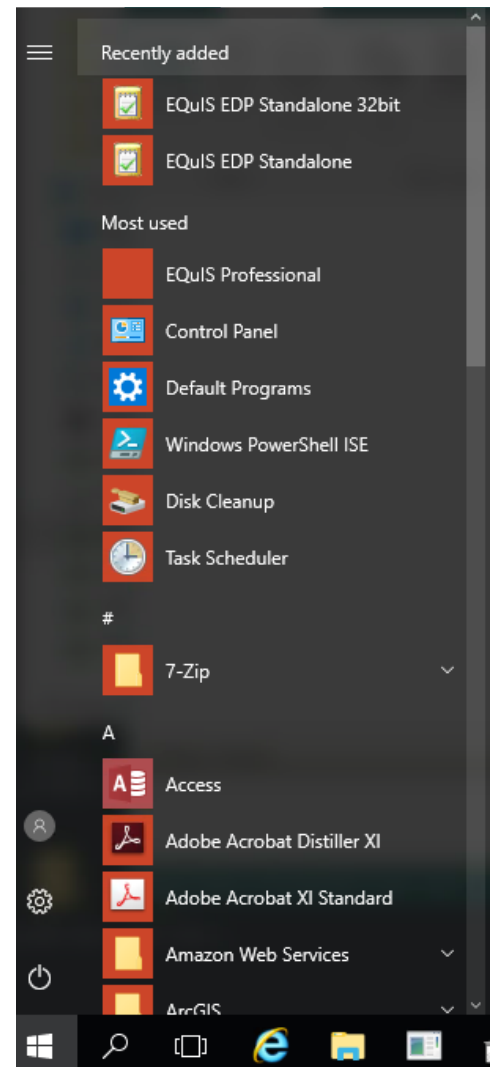 Recently added
EQuIS EDP Standalone 32bit
EQuIS EDP Standalone
Most used
EQuIS Professional
Control Panel
Default Programs
Windows PowerShell ISE
Disk Cleanup
Task Scheduler
#
7-Zip
A
Access
Adobe Acrobat Distiller XI
Adobe Acrobat XI Standard
Amazon Web Services
ArcGIS